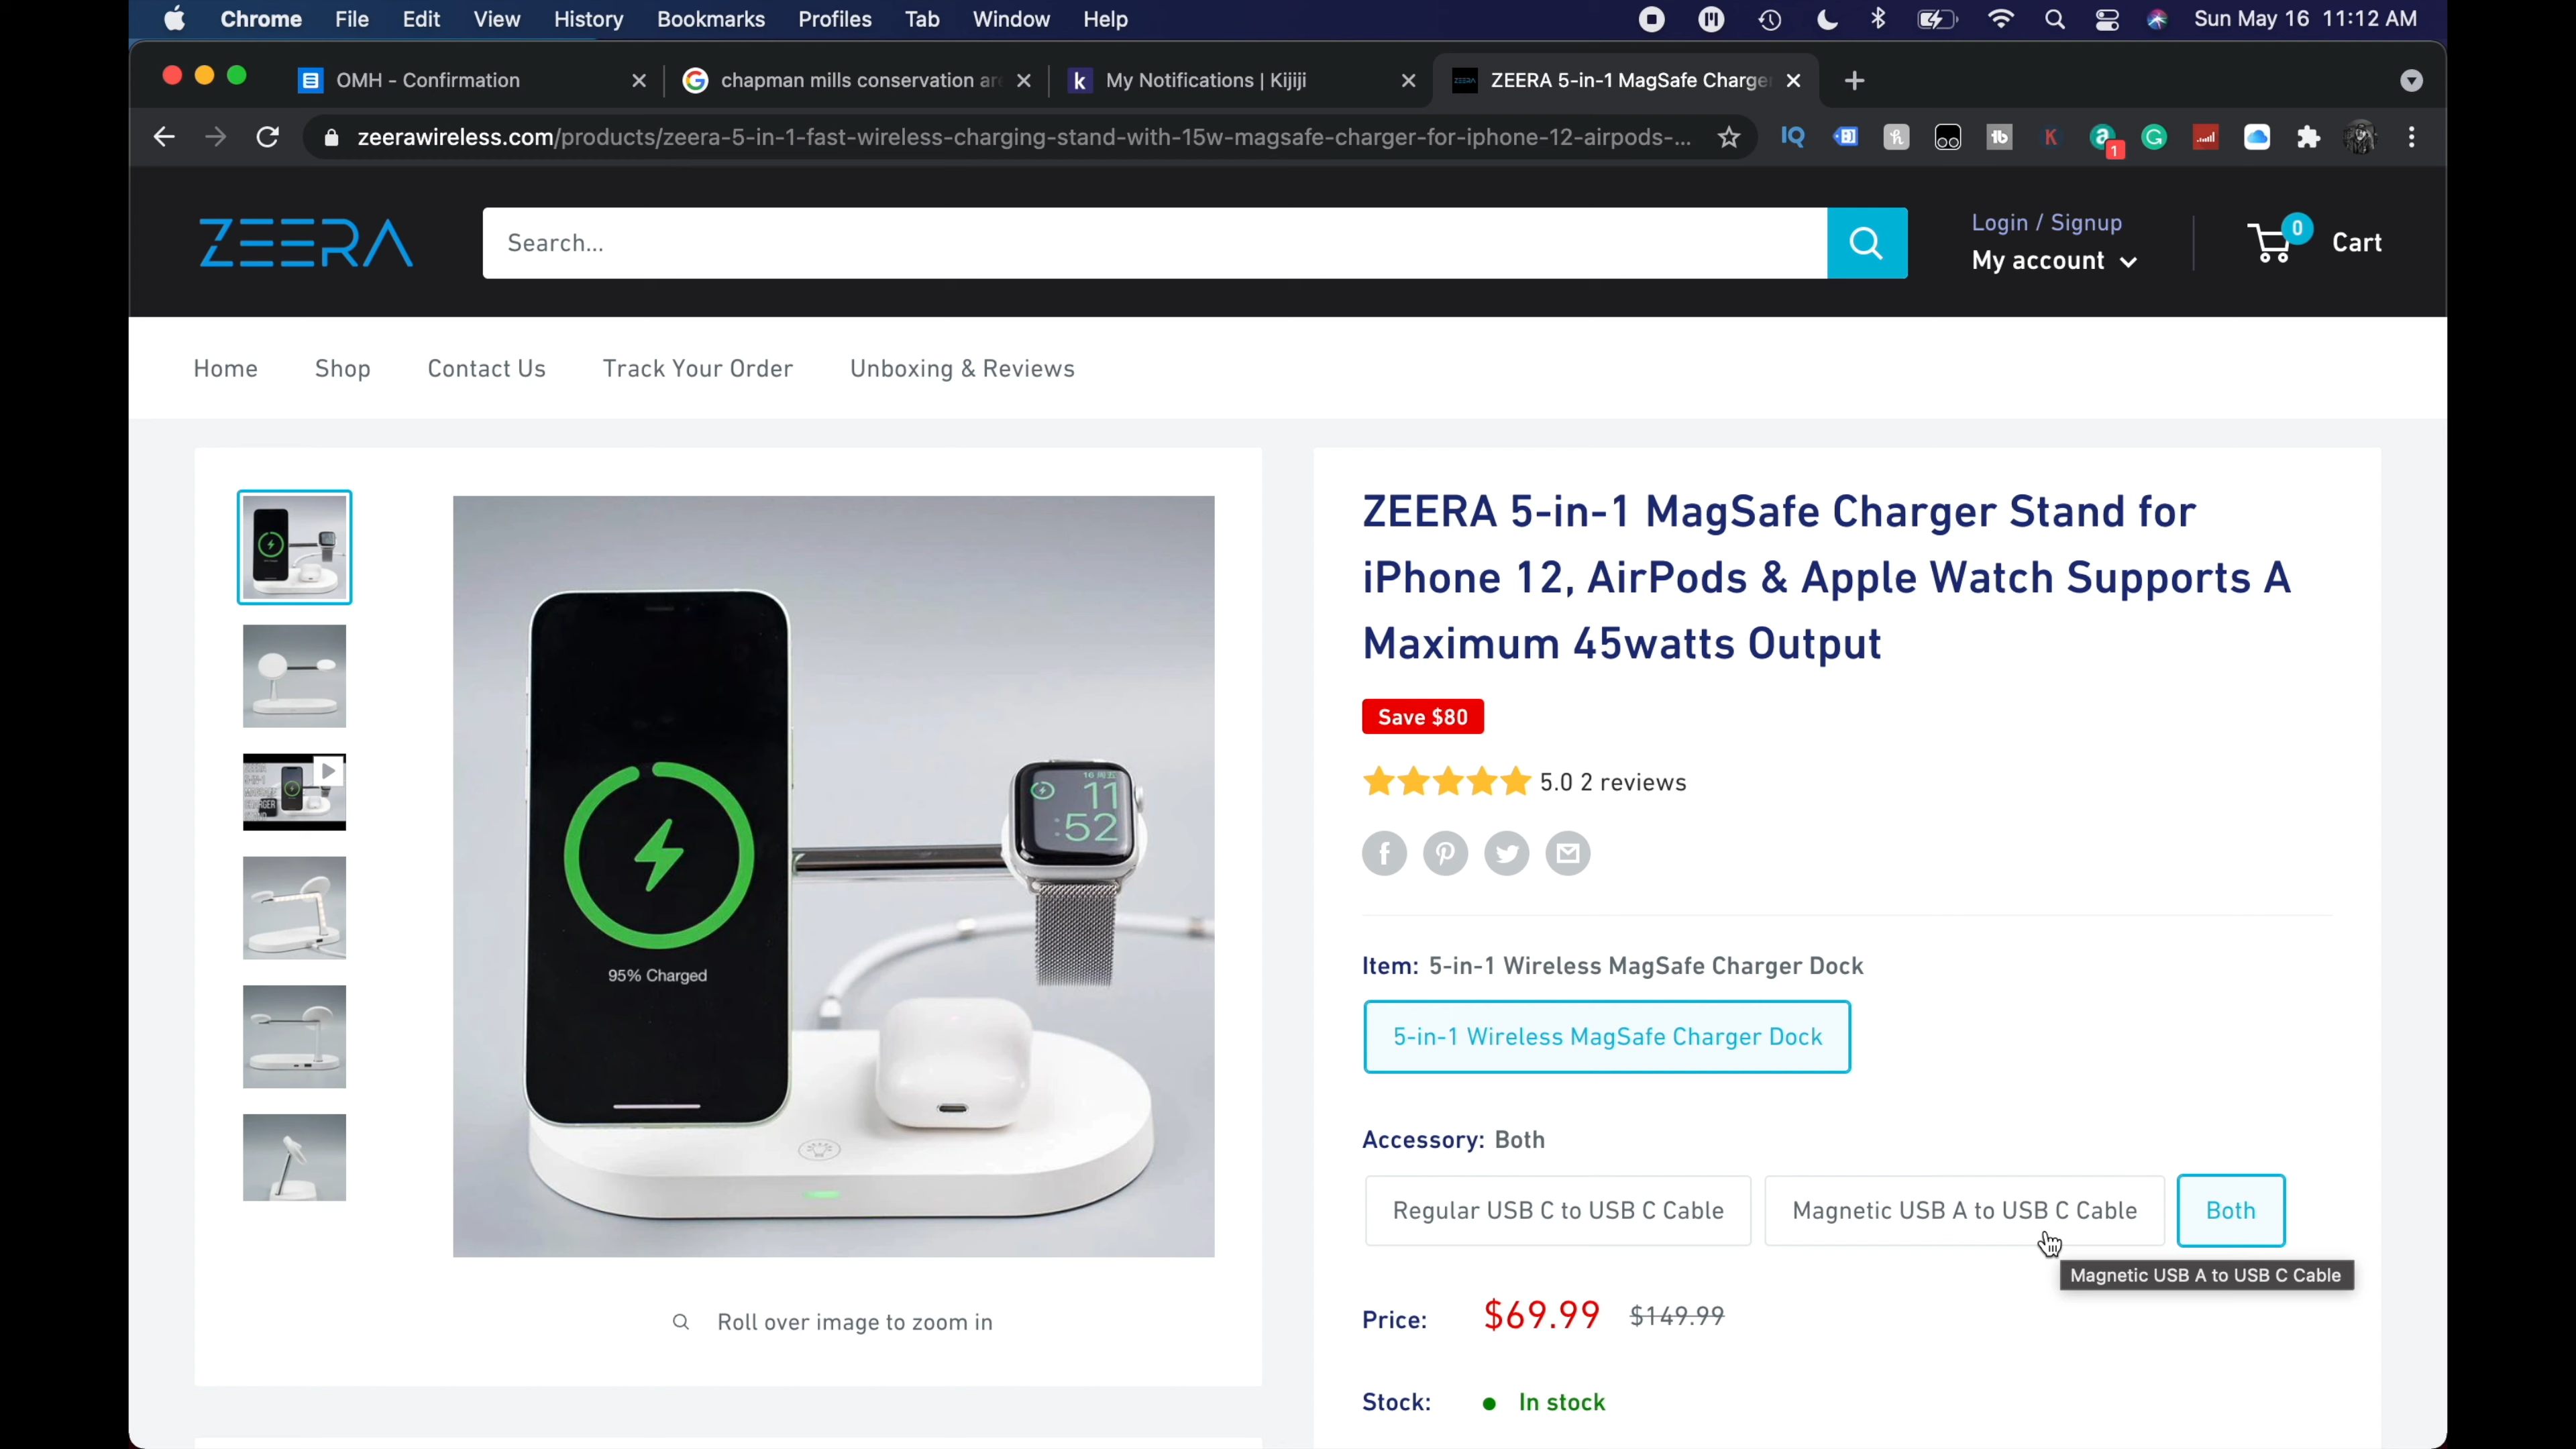 Chrome File Edit View History Bookmarks Profiles Tab Window Help Sun May 16 11:12 AM
OMH - Confirmation chapman mills conservation are My Notifications | Kijiji ZEERA 5-in-1 MagSafe Charger
zeerawireless.com/products/zeera-5-in-1-fast-wireless-charging-stand-with-15w-magsafe-charger-for-iphone-12-airpods-...
IQ
1
ZEERA
Search...
Login / Signup
My account
0
Cart
Home Shop Contact Us Track Your Order Unboxing & Reviews
ZEERA 5-in-1 MagSafe Charger Stand for
iPhone 12, AirPods & Apple Watch Supports A
Maximum 45watts Output
Save $80
5.0 2 reviews
Item: 5-in-1 Wireless MagSafe Charger Dock
5-in-1 Wireless MagSafe Charger Dock
Accessory: Both
Regular USB C to USB C Cable Magnetic USB A to USB C Cable Both
Magnetic USB A to USB C Cable
Price: $69.99 $149.99
Stock: In stock
16 周五
11
:52
95% Charged
Roll over image to zoom in